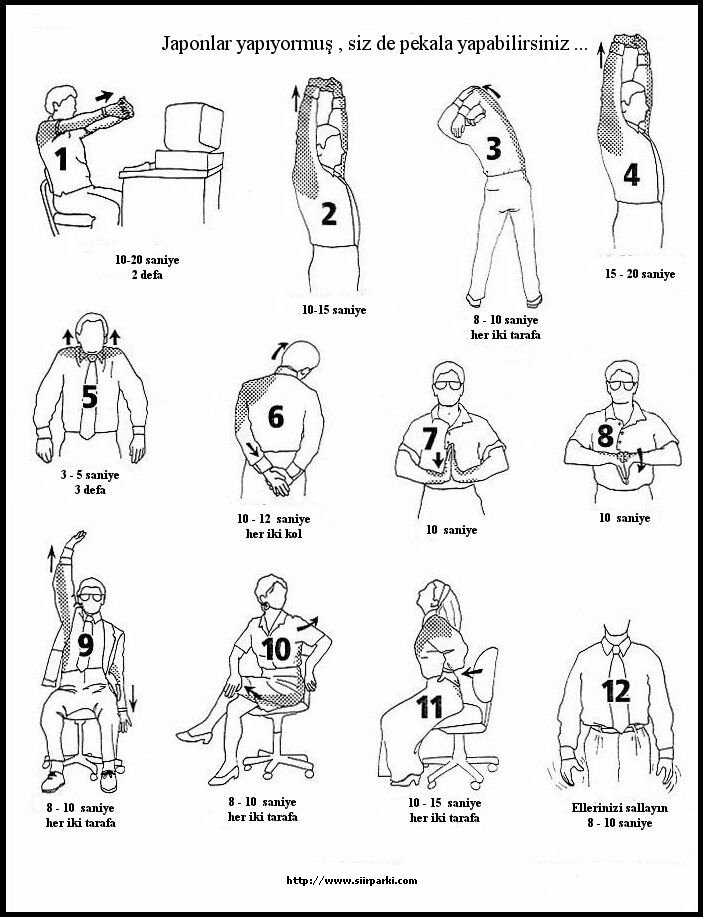 Japonlar yapıyormuş , siz de pekala yapabilirsiniz ...
1
10-20 saniye
2 defa
2
10-15 saniye
3
8 - 10 saniye
her iki tarafa
4
15 - 20 saniye
5
3 - 5 saniye
3 defa
6
10 - 12 saniye
her iki kol
7
10 saniye
8
10 saniye
9
8 - 10 saniye
her iki tarafa
10
8 - 10 saniye
her iki tarafa
11
10 - 15 saniye
her iki tarafa
12
Ellerinizi sallayın
8 - 10 saniye
http://www.siirparki.com